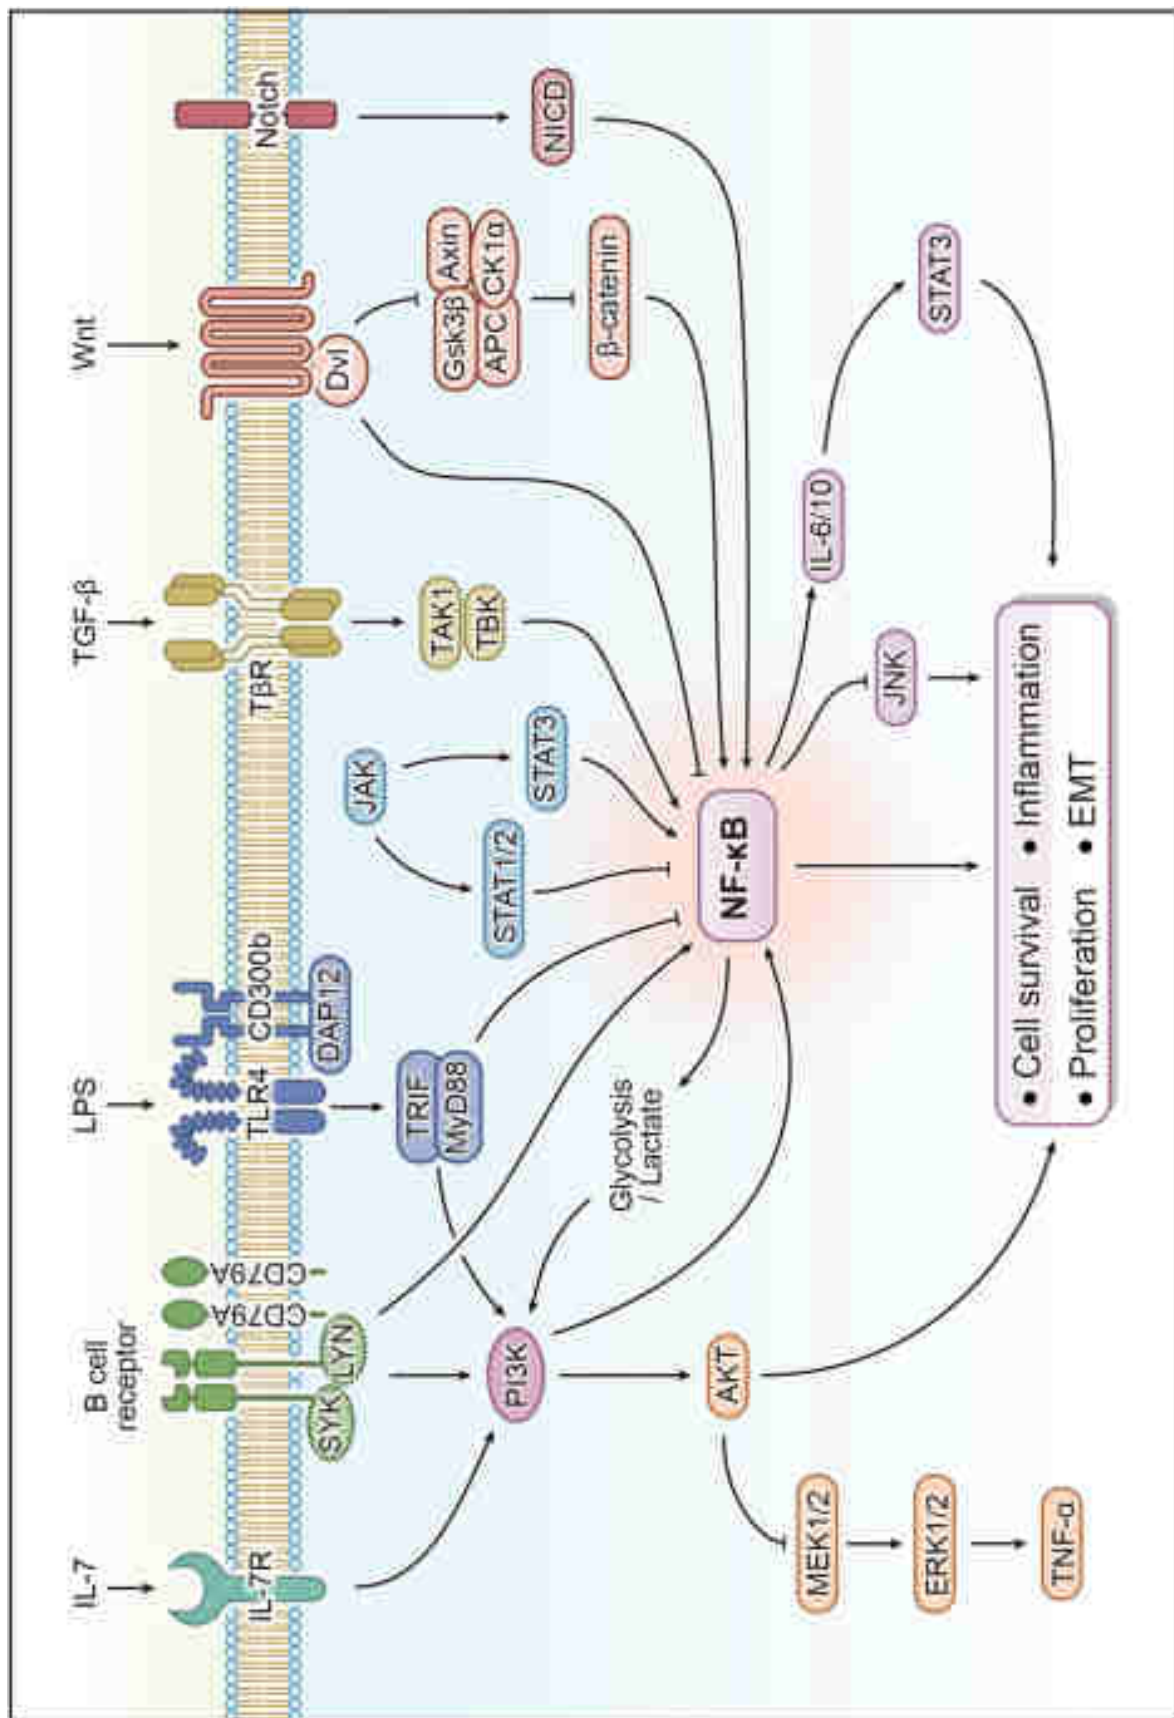 IL-7
B cell
receptor
LPS
TGF-β
Wnt
IL-7R
CD79A
CD79A
TLR4
CD300b
TβR
Notch
SYK
LYN
DAP12
Dvl
JAK
TRIF
MyD88
TAK1
TBK
Gsk3β
Axin
APC
CK1α
PI3K
STAT1/2
STAT3
NICD
β-catenin
Glycolysis
/ Lactate
AKT
NF-κB
MEK1/2
IL-6/10
ERK1/2
JNK
STAT3
TNF-α
• Cell survival • Inflammation
• Proliferation • EMT